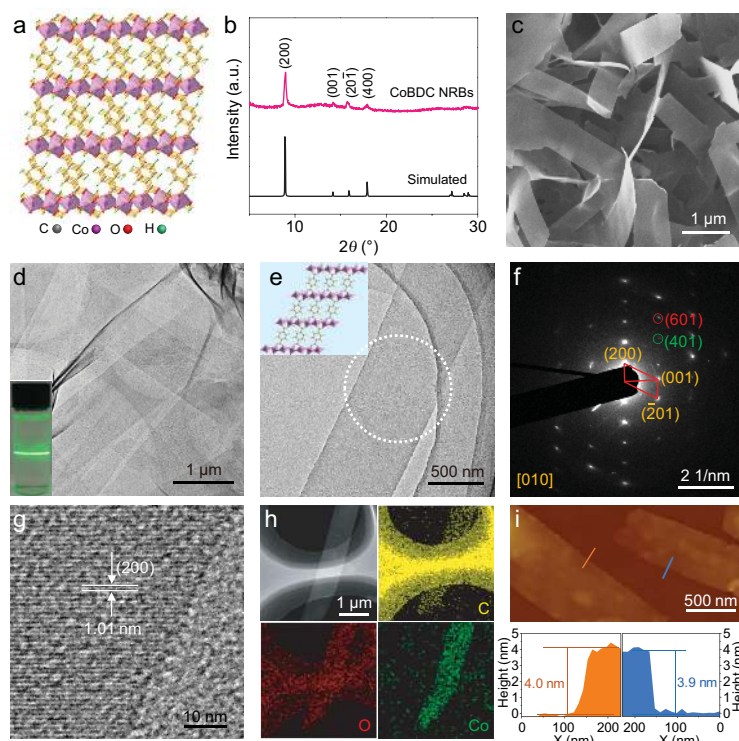 a
C Co O H
b
Intensity (a.u.)
(200)
(001)
(201̄)
(400)
CoBDC NRBs
Simulated
10 20 30
2θ (°)
c
1 μm
d
1 μm
e
500 nm
f
(601)
(401)
(200)
(001)
(2̄01)
[010]
2 1/nm
g
(200)
1.01 nm
10 nm
h
1 μm
C
O
Co
i
500 nm
Height (nm)
5
4
3
2
1
0
4.0 nm
3.9 nm
5
4
3
2
1
0
Height (nm)
0 100 200 200 100 0
X (nm) X (nm)